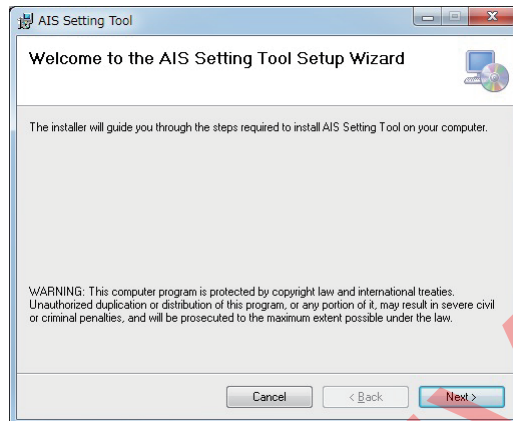 AIS Setting Tool
Welcome to the AIS Setting Tool Setup Wizard
The installer will guide you through the steps required to install AIS Setting Tool on your computer.
WARNING: This computer program is protected by copyright law and international treaties.
Unauthorized duplication or distribution of this program, or any portion of it, may result in severe civil
or criminal penalties, and will be prosecuted to the maximum extent possible under the law.
Cancel
< Back
Next >